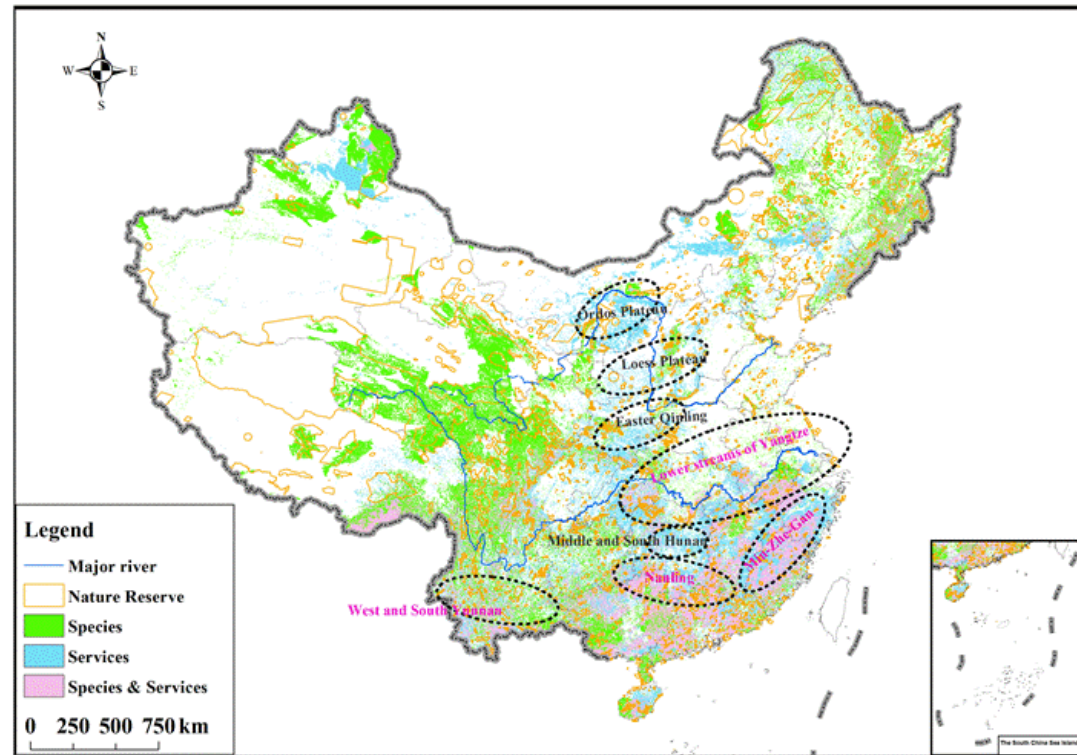 N
W E
S
Ordos Plateau
Loess Plateau
Easter Qinling
Lower streams of Yangtze
Middle and South Hunan
Min-Zhe-Gan
Nanling
West and South Yunnan
Legend
Major river
Nature Reserve
Species
Services
Species & Services
0 250 500 750 km
The South China Sea Island